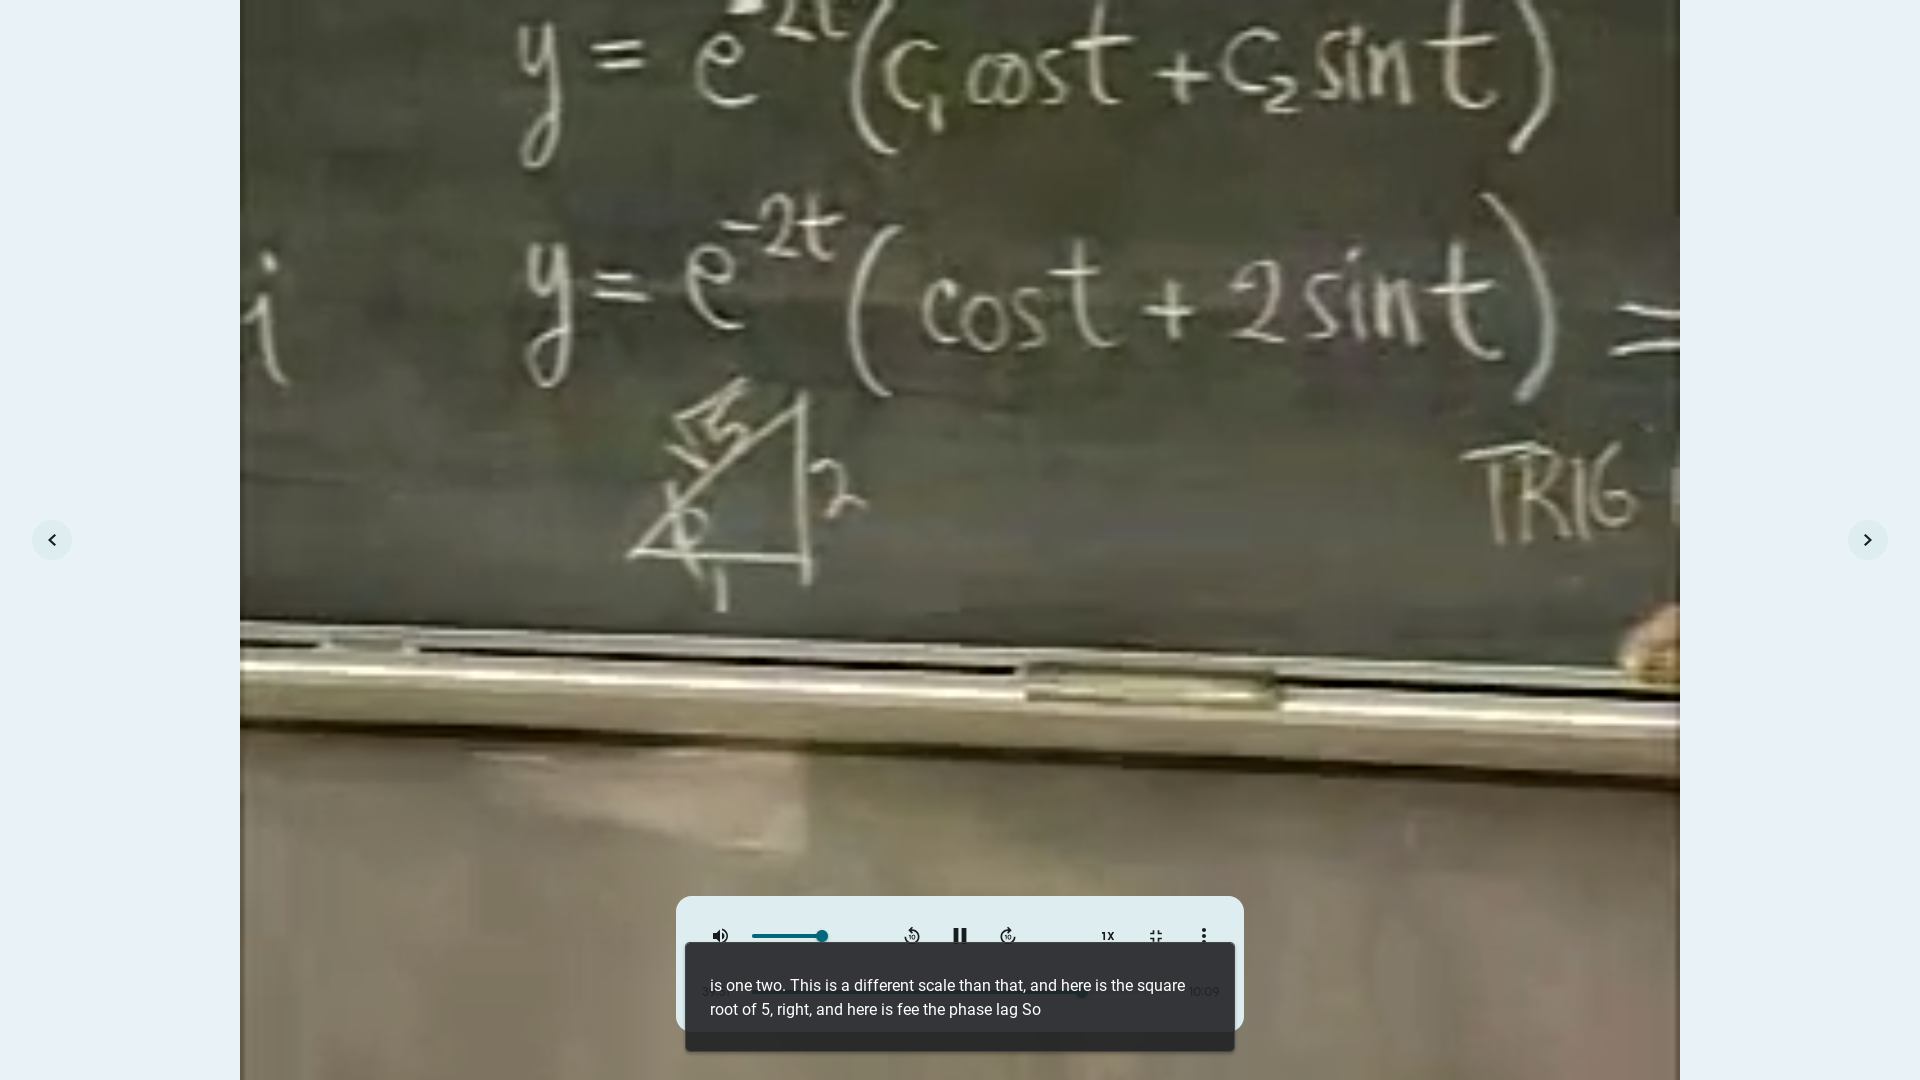 y = e^{-2t}(c₁ cos t + c₂ sin t)
i y = e^{-2t}( cos t + 2 sin t) =
√5
2
φ
1
TRIG
1X
10:09
is one two. This is a different scale than that, and here is the square
root of 5, right, and here is fee the phase lag So